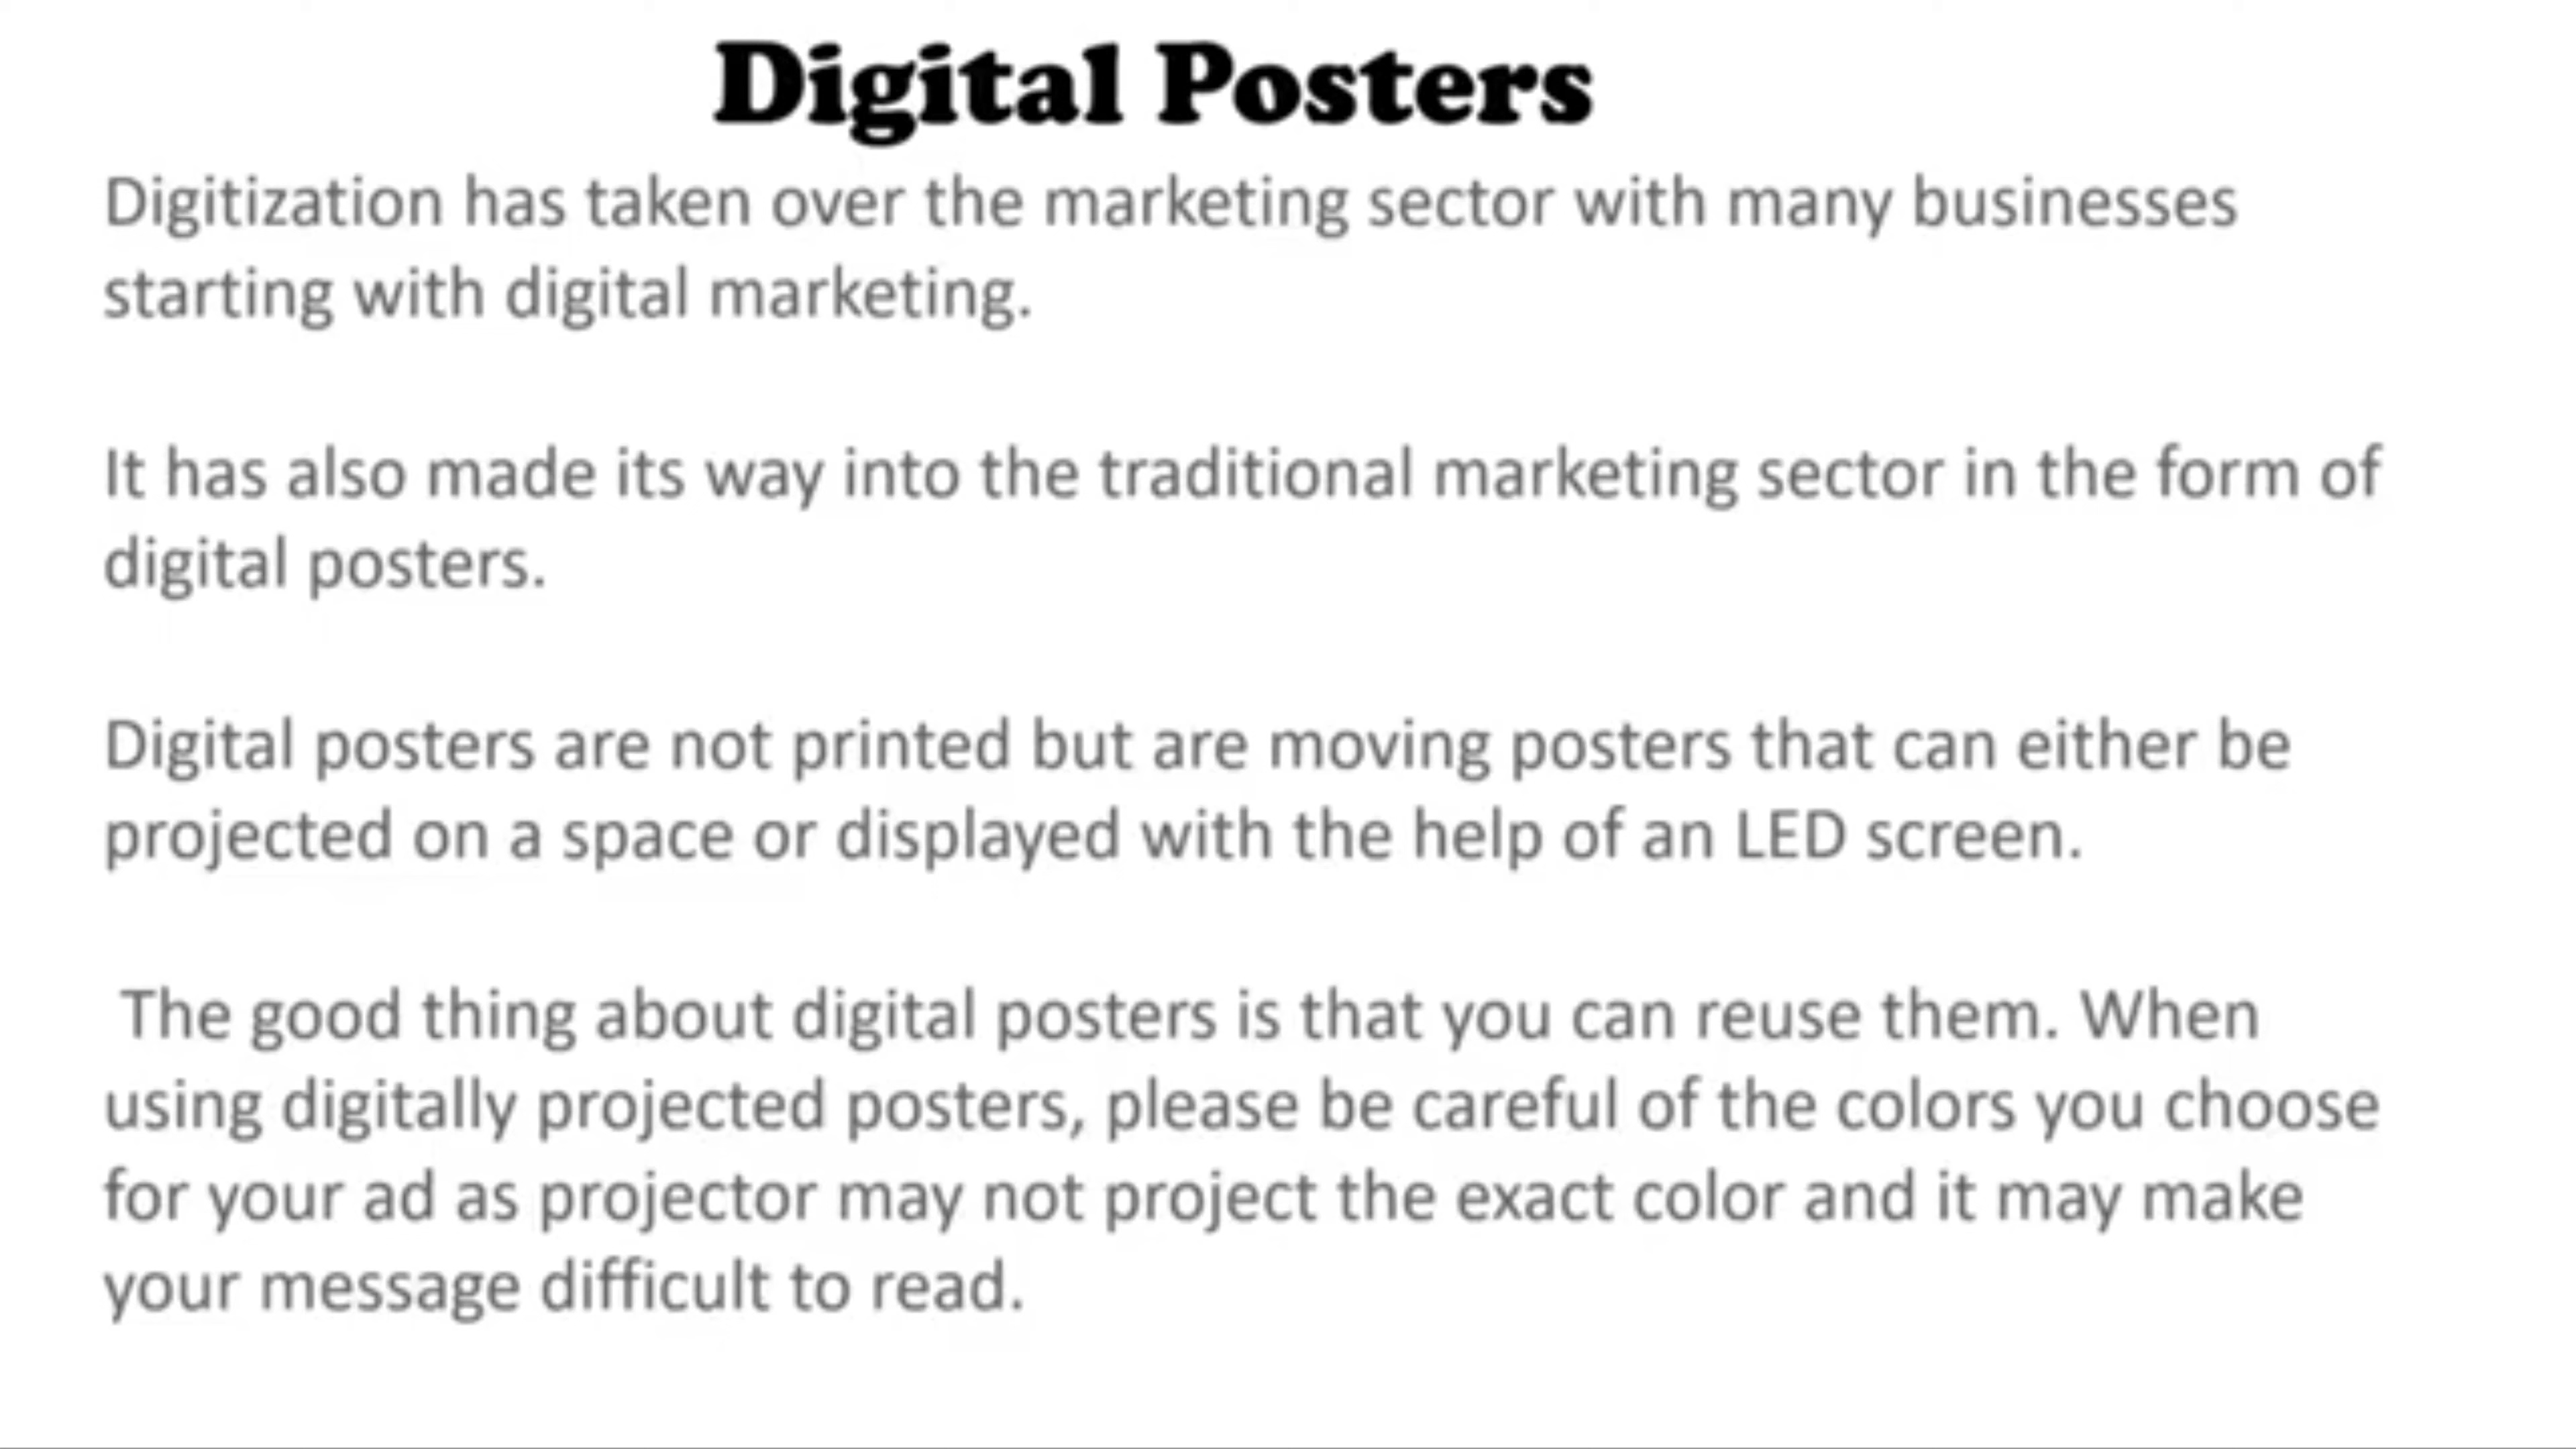 Digital Posters
Digitization has taken over the marketing sector with many businesses
starting with digital marketing.
It has also made its way into the traditional marketing sector in the form of
digital posters.
Digital posters are not printed but are moving posters that can either be
projected on a space or displayed with the help of an LED screen.
The good thing about digital posters is that you can reuse them. When
using digitally projected posters, please be careful of the colors you choose
for your ad as projector may not project the exact color and it may make
your message difficult to read.